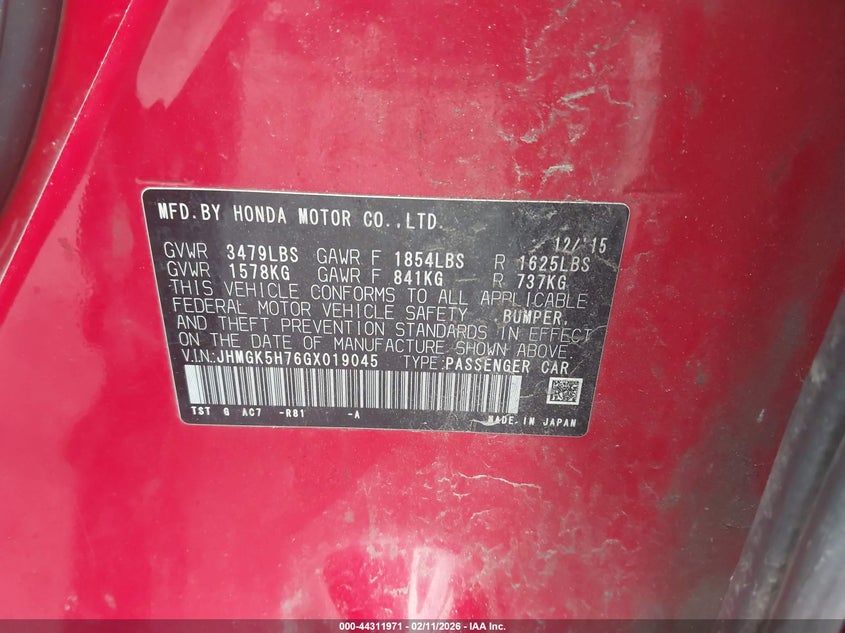 MFD.BY HONDA MOTOR CO.,LTD.
12/'15
GVWR 3479LBS GAWR F 1854LBS R 1625LBS
GVWR 1578KG GAWR F 841KG R 737KG
THIS VEHICLE CONFORMS TO ALL APPLICABLE
FEDERAL MOTOR VEHICLE SAFETY, BUMPER,
AND THEFT PREVENTION STANDARDS IN EFFECT
ON THE DATE OF MANUFACTURE SHOWN ABOVE.
V.I.N:JHMGK5H76GX019045 TYPE:PASSENGER CAR
TST G AC7 -R81 -A MADE IN JAPAN
000-44311971 | 02/11/2026 - © IAA Inc.